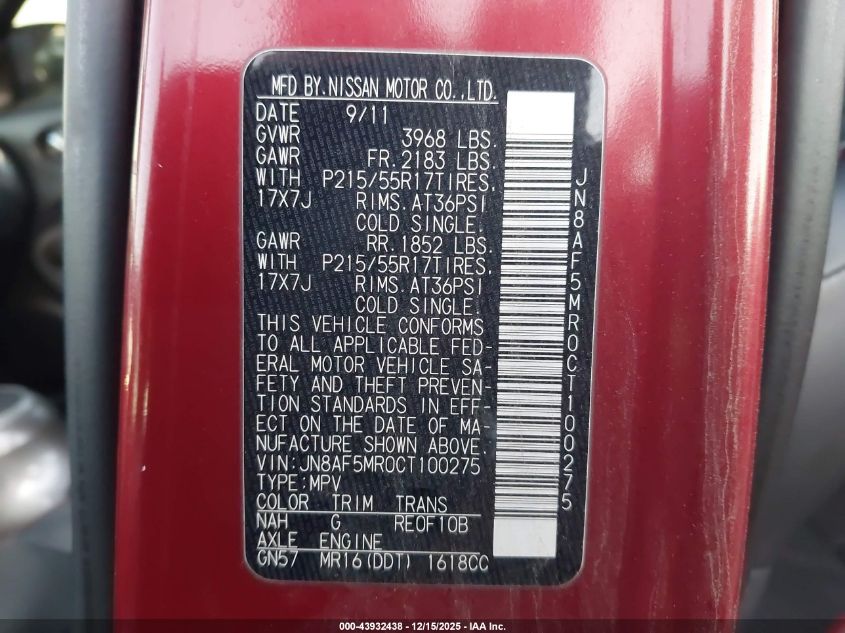 MFD BY.NISSAN MOTOR CO.,LTD.
DATE 9/11
GVWR 3968 LBS.
GAWR FR.2183 LBS.
WITH P215/55R17TIRES,
17X7J RIMS.AT36PSI
COLD SINGLE.
GAWR RR.1852 LBS.
WITH P215/55R17TIRES,
17X7J RIMS.AT36PSI
COLD SINGLE.
THIS VEHICLE CONFORMS
TO ALL APPLICABLE FED-
ERAL MOTOR VEHICLE SA-
FETY AND THEFT PREVEN-
TION STANDARDS IN EFF-
ECT ON THE DATE OF MA-
NUFACTURE SHOWN ABOVE.
VIN:JN8AF5MR0CT100275
TYPE:MPV
COLOR TRIM TRANS
NAH G RE0F10B
AXLE ENGINE
GN57 MR16(DDT) 1618CC
JN8AF5MR0CT100275
000-43932438 - 12/15/2025 - IAA Inc.